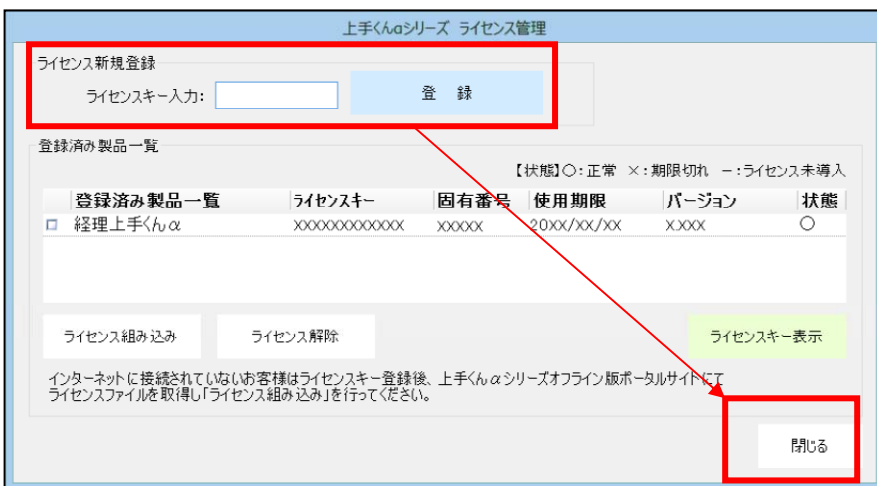 上手くんαシリーズ ライセンス管理
ライセンス新規登録
ライセンスキー入力:
登 録
登録済み製品一覧
【状態】○:正常 ×:期限切れ -:ライセンス未導入
登録済み製品一覧 ライセンスキー 固有番号 使用期限 バージョン 状態
経理上手くんα XXXXXXXXXXXX XXXXX 20XX/XX/XX X.XXX ○
ライセンス組み込み ライセンス解除 ライセンスキー表示
インターネットに接続されていないお客様はライセンスキー登録後、上手くんαシリーズオフライン版ポータルサイトにて
ライセンスファイルを取得し「ライセンス組み込み」を行ってください。
閉じる